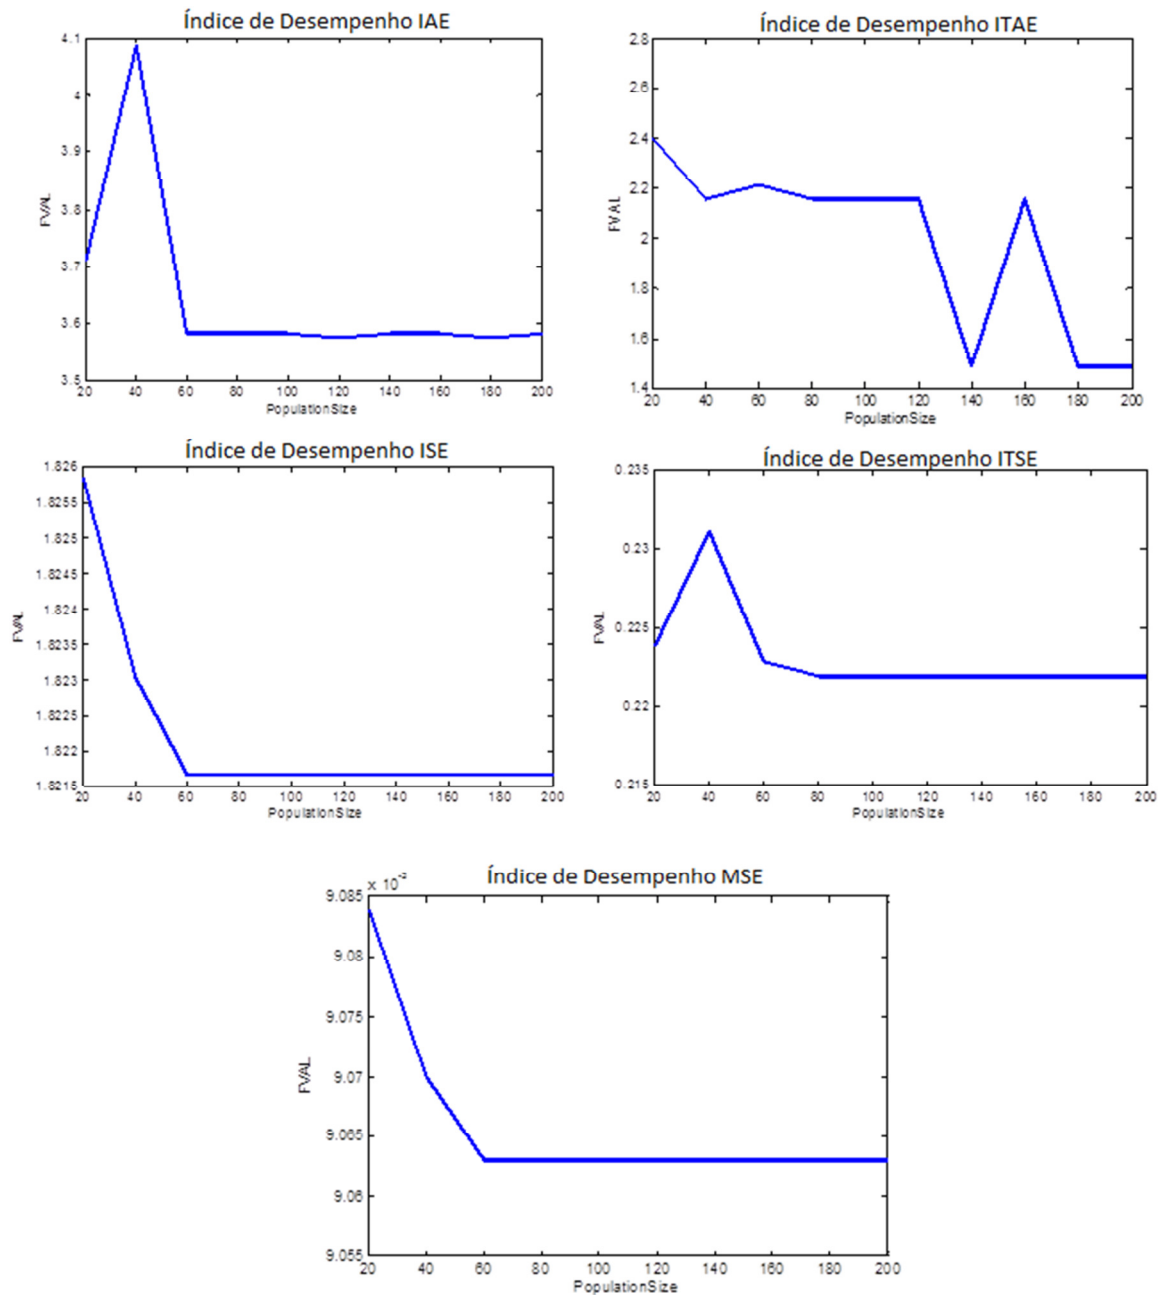 Índice de Desempenho IAE
4.1
4
3.9
3.8
3.7
3.6
3.5
FVAL
20 40 60 80 100 120 140 160 180 200
PopulationSize
Índice de Desempenho ITAE
2.8
2.6
2.4
2.2
2
1.8
1.6
1.4
FVAL
20 40 60 80 100 120 140 160 180 200
PopulationSize
Índice de Desempenho ISE
1.826
1.8255
1.825
1.8245
1.824
1.8235
1.823
1.8225
1.822
1.8215
FVAL
20 40 60 80 100 120 140 160 180 200
PopulationSize
Índice de Desempenho ITSE
0.235
0.23
0.225
0.22
0.215
FVAL
20 40 60 80 100 120 140 160 180 200
PopulationSize
Índice de Desempenho MSE
9.085
9.08
9.075
9.07
9.065
9.06
9.055
FVAL
20 40 60 80 100 120 140 160 180 200
PopulationSize